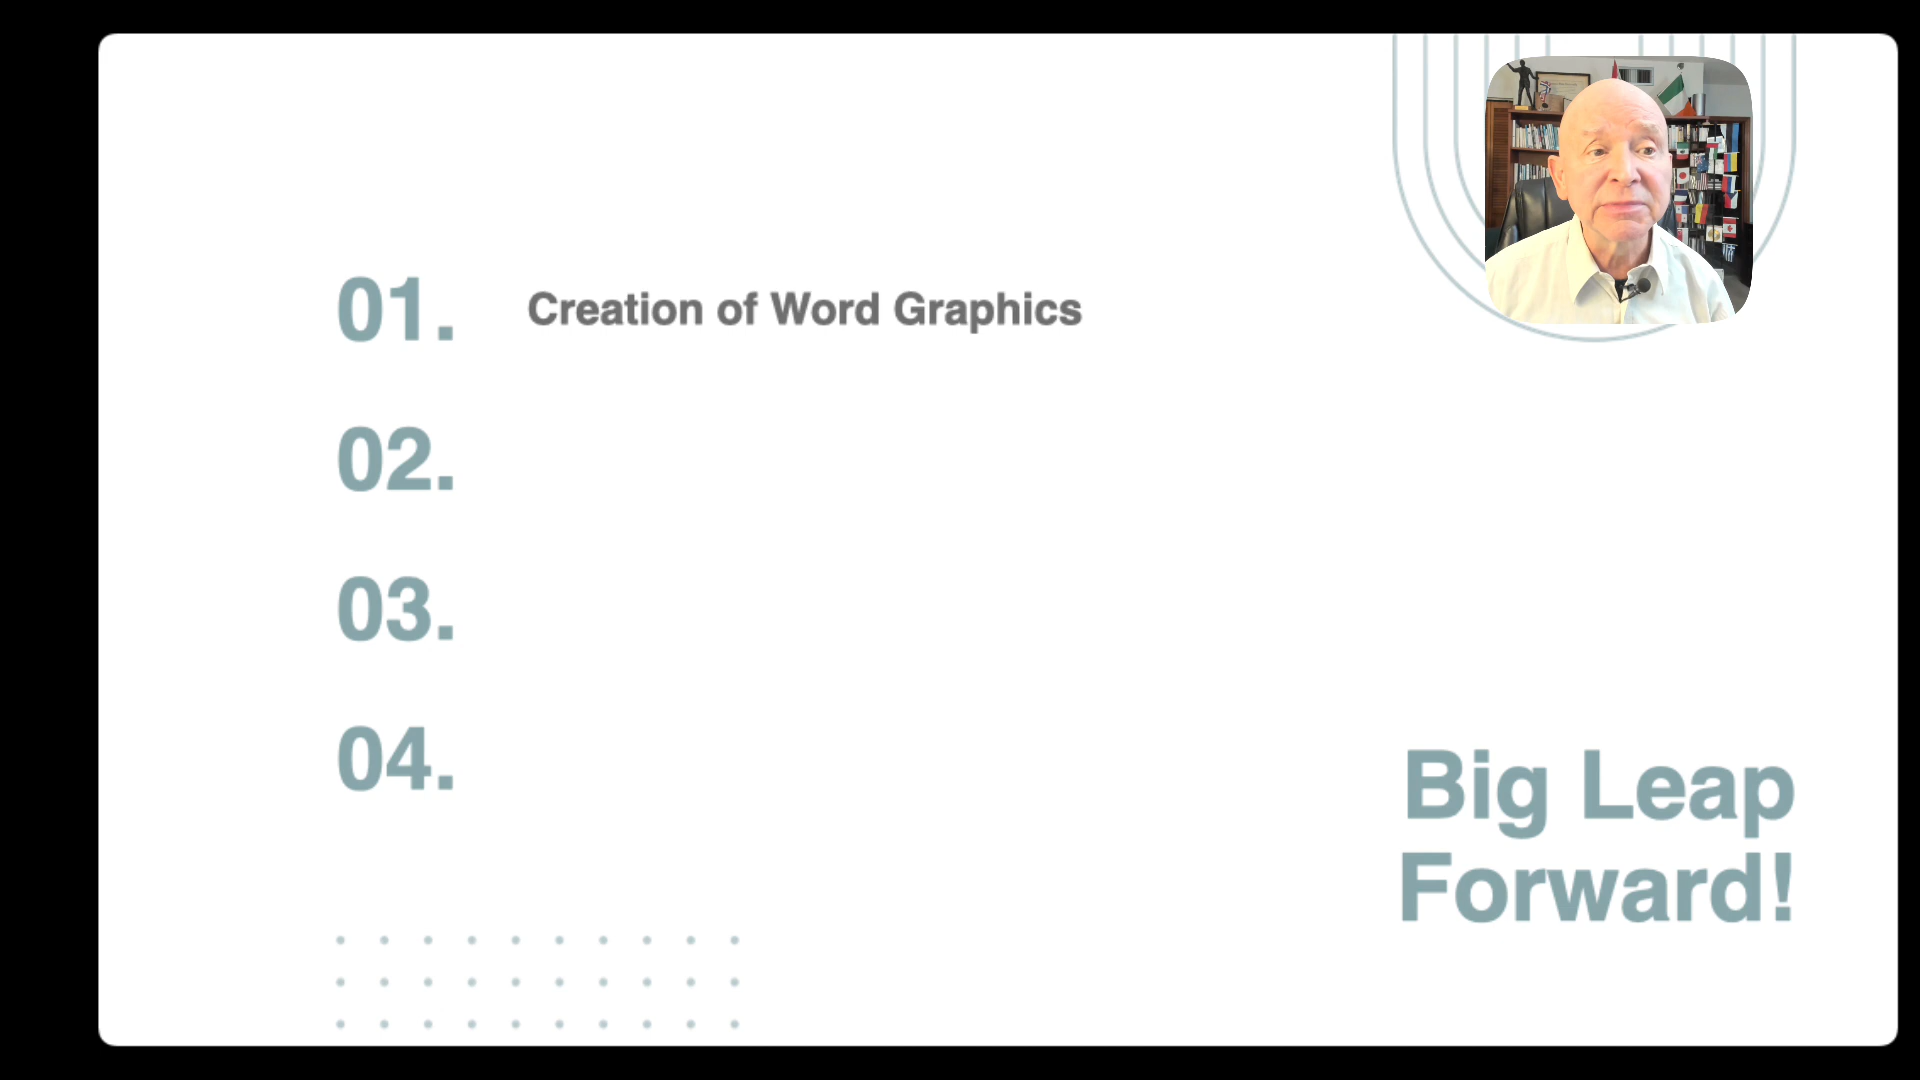 01. Creation of Word Graphics
02.
03.
04.
Big Leap
Forward!